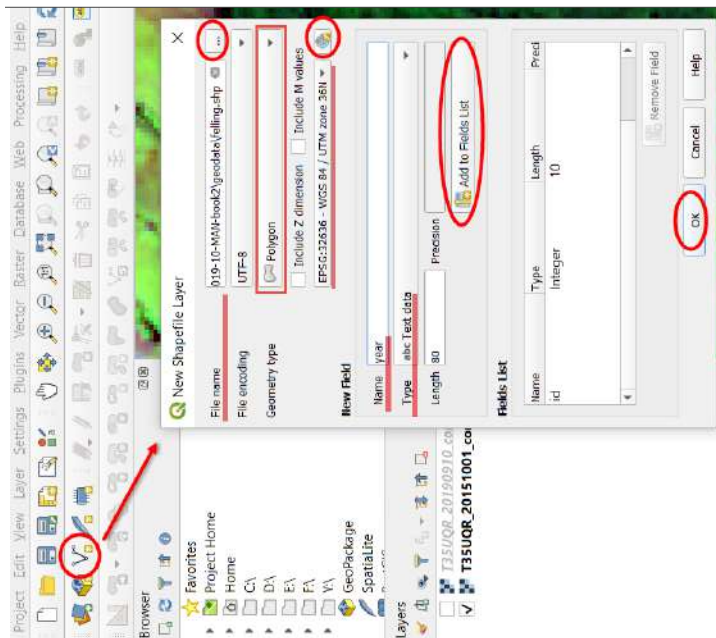 Project Edit View Layer Settings Plugins Vector Raster Database Web Processing Help
Browser
Favorites
Project Home
Home
C:\
D:\
E:\
F:\
Y:\
GeoPackage
SpatiaLite
Layers
T35UQR_20190910_co
T35UQR_20151001_co
New Shapefile Layer
File name 019-10-MAN-book2\geodata\felling-shp ...
File encoding UTF-8
Geometry type Polygon
Include Z dimension Include M values
EPSG:32636 - WGS 84 / UTM zone 36N
New Field
Name year
Type abc Text data
Length 80 Precision
Add to Fields List
Fields List
Name Type Length Preci
id Integer 10
Remove Field
OK Cancel Help